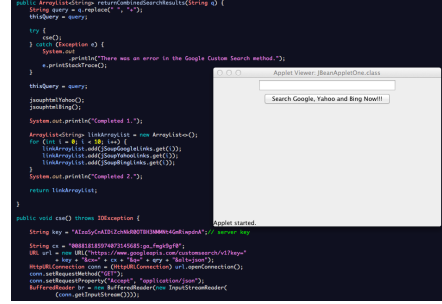 public ArrayList<String> returnCombinedSearchResults(String q) {
String query = q.replace(" ", "+");
thisQuery = query;
try {
cse();
} catch (Exception e) {
System.out
.println("There was an error in the Google Custom Search method.");
e.printStackTrace();
}
thisQuery = query;
jsouphtmlYahoo();
jsouphtmlBing();
System.out.println("Completed 1.");
ArrayList<String> linkArrayList = new ArrayList<>();
for (int i = 0; i < 10; i++) {
linkArrayList.add(jSoupGoogleLinks.get(i));
linkArrayList.add(jSoupYahooLinks.get(i));
linkArrayList.add(jSoupBingLinks.get(i));
}
System.out.println("Completed 2.");
return linkArrayList;
}
Applet Viewer: JBeanAppletOne.class
Search Google, Yahoo and Bing Now!!!
Applet started.
public void cse() throws IOException {
String key = // server key
String cx =
URL url = new URL("https://www.googleapis.com/customsearch/v1?key="
+ key + "&cx=" + cx + "&q=" + qry + "&alt=json");
HttpURLConnection conn = (HttpURLConnection) url.openConnection();
conn.setRequestMethod("GET");
conn.setRequestProperty("Accept", "application/json");
BufferedReader br = new BufferedReader(new InputStreamReader(
(conn.getInputStream())));